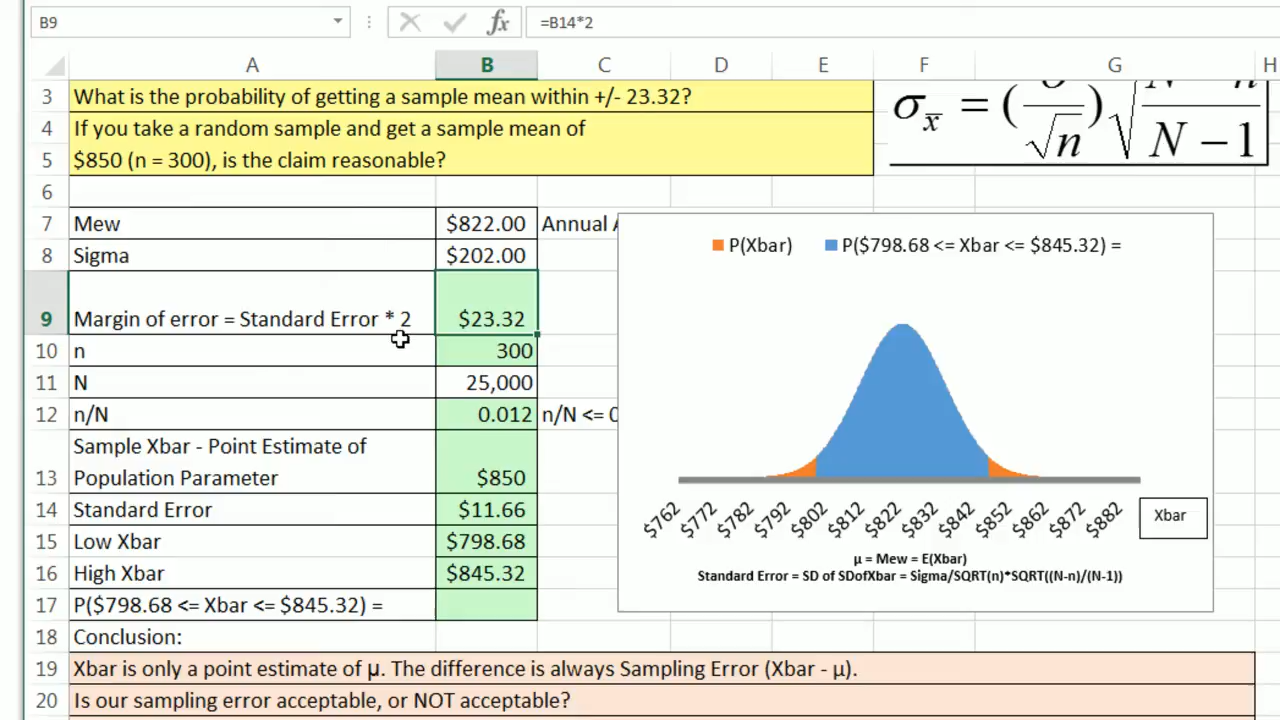 B9 fx =B14*2
A B C D E F G H
3 What is the probability of getting a sample mean within +/- 23.32?
4 If you take a random sample and get a sample mean of
5 $850 (n = 300), is the claim reasonable?
σx̅ = (σ/√n)√(N − n/N − 1)
6
7 Mew $822.00 Annual A
8 Sigma $202.00
9 Margin of error = Standard Error * 2 $23.32
10 n 300
11 N 25,000
12 n/N 0.012 n/N <= 0
Sample Xbar - Point Estimate of
13 Population Parameter $850
14 Standard Error $11.66
15 Low Xbar $798.68
16 High Xbar $845.32
17 P($798.68 <= Xbar <= $845.32) =
18 Conclusion:
19 Xbar is only a point estimate of μ. The difference is always Sampling Error (Xbar - μ).
20 Is our sampling error acceptable, or NOT acceptable?
P(Xbar) P($798.68 <= Xbar <= $845.32) =
$762 $772 $782 $792 $802 $812 $822 $832 $842 $852 $862 $872 $882 Xbar
μ = Mew = E(Xbar)
Standard Error = SD of SDofXbar = Sigma/SQRT(n)*SQRT((N-n)/(N-1))